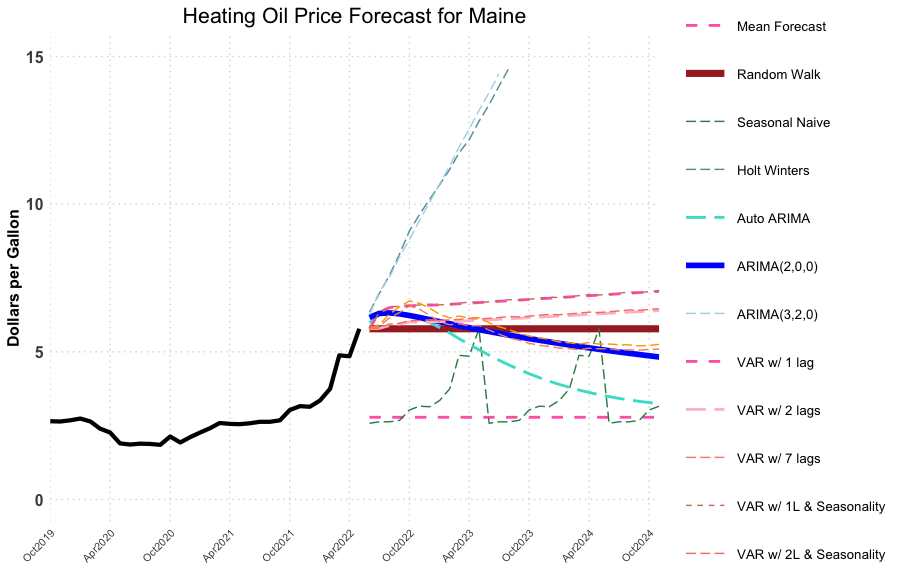 Heating Oil Price Forecast for Maine
Dollars per Gallon
15
10
5
0
Oct2019
Apr2020
Oct2020
Apr2021
Oct2021
Apr2022
Oct2022
Apr2023
Oct2023
Apr2024
Oct2024
Mean Forecast
Random Walk
Seasonal Naive
Holt Winters
Auto ARIMA
ARIMA(2,0,0)
ARIMA(3,2,0)
VAR w/ 1 lag
VAR w/ 2 lags
VAR w/ 7 lags
VAR w/ 1L & Seasonality
VAR w/ 2L & Seasonality